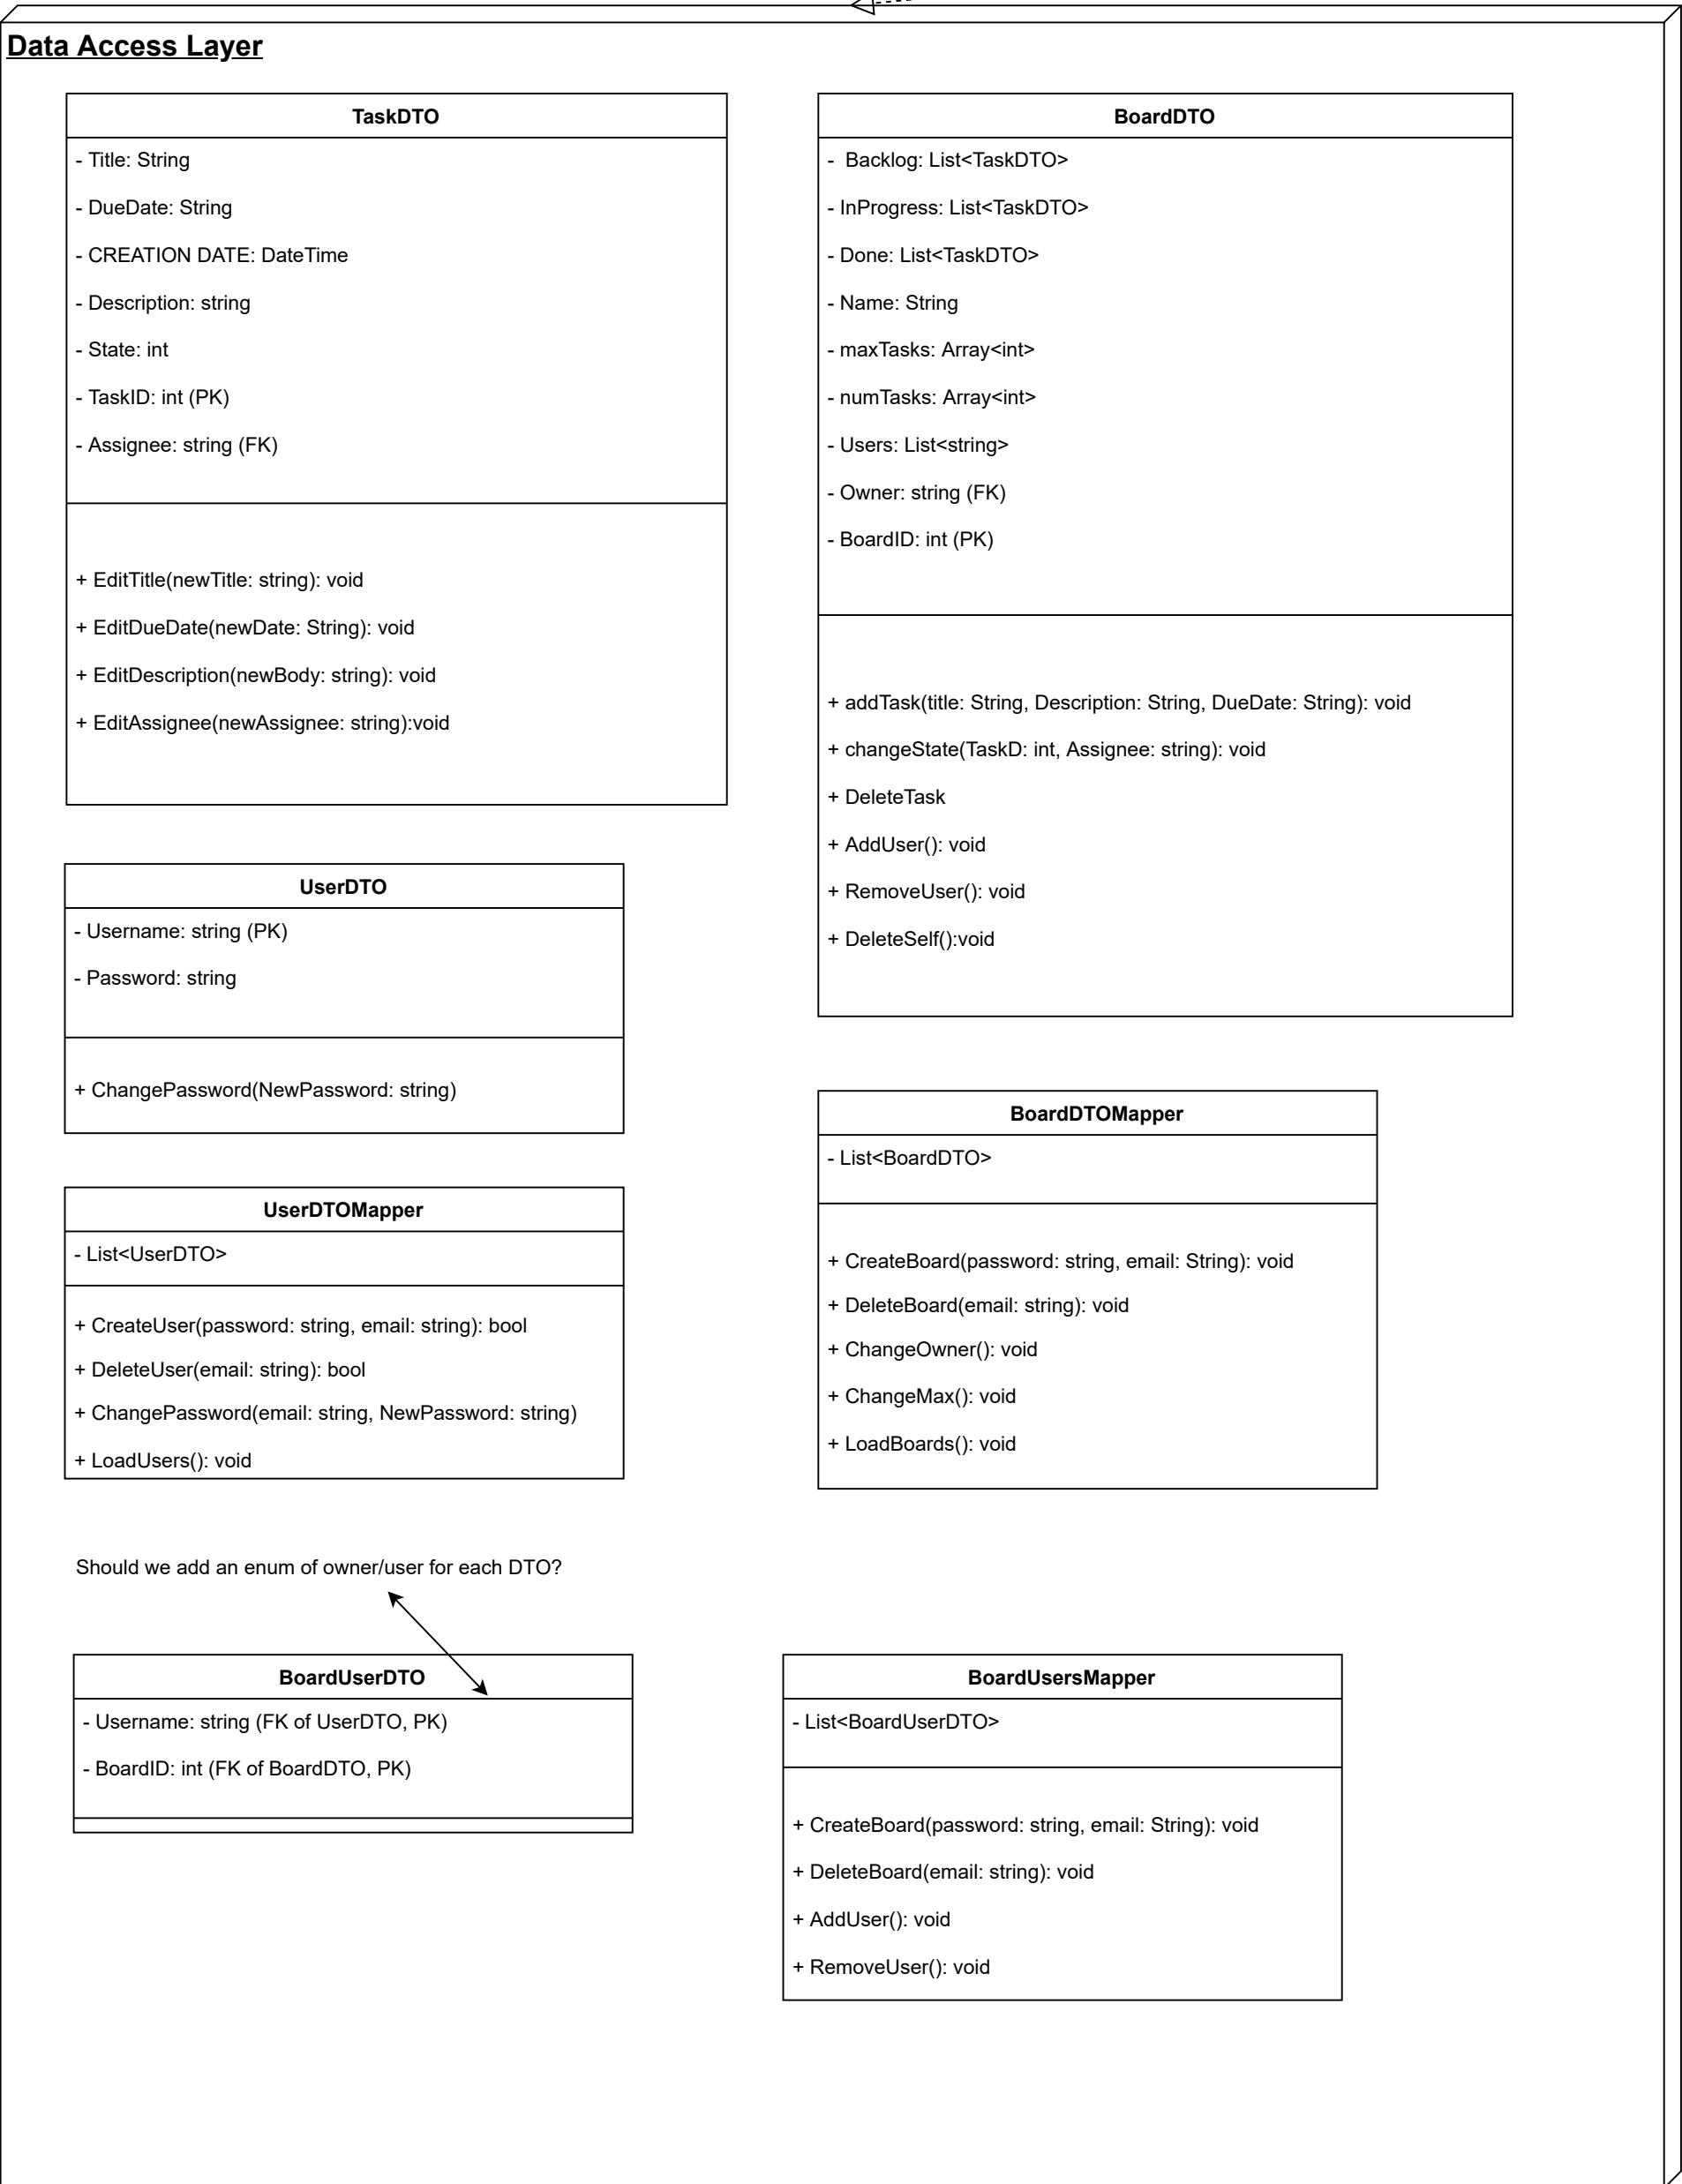 Data Access Layer
TaskDTO
- Title: String
- DueDate: String
- CREATION DATE: DateTime
- Description: string
- State: int
- TaskID: int (PK)
- Assignee: string (FK)
+ EditTitle(newTitle: string): void
+ EditDueDate(newDate: String): void
+ EditDescription(newBody: string): void
+ EditAssignee(newAssignee: string):void
BoardDTO
- Backlog: List<TaskDTO>
- InProgress: List<TaskDTO>
- Done: List<TaskDTO>
- Name: String
- maxTasks: Array<int>
- numTasks: Array<int>
- Users: List<string>
- Owner: string (FK)
- BoardID: int (PK)
+ addTask(title: String, Description: String, DueDate: String): void
+ changeState(TaskD: int, Assignee: string): void
+ DeleteTask
+ AddUser(): void
+ RemoveUser(): void
+ DeleteSelf():void
UserDTO
- Username: string (PK)
- Password: string
+ ChangePassword(NewPassword: string)
BoardDTOMapper
- List<BoardDTO>
+ CreateBoard(password: string, email: String): void
+ DeleteBoard(email: string): void
+ ChangeOwner(): void
+ ChangeMax(): void
+ LoadBoards(): void
UserDTOMapper
- List<UserDTO>
+ CreateUser(password: string, email: string): bool
+ DeleteUser(email: string): bool
+ ChangePassword(email: string, NewPassword: string)
+ LoadUsers(): void
Should we add an enum of owner/user for each DTO?
BoardUserDTO
- Username: string (FK of UserDTO, PK)
- BoardID: int (FK of BoardDTO, PK)
BoardUsersMapper
- List<BoardUserDTO>
+ CreateBoard(password: string, email: String): void
+ DeleteBoard(email: string): void
+ AddUser(): void
+ RemoveUser(): void